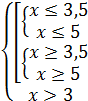 x ≤ 3,5
x ≤ 5
x ≥ 3,5
x ≥ 5
x > 3